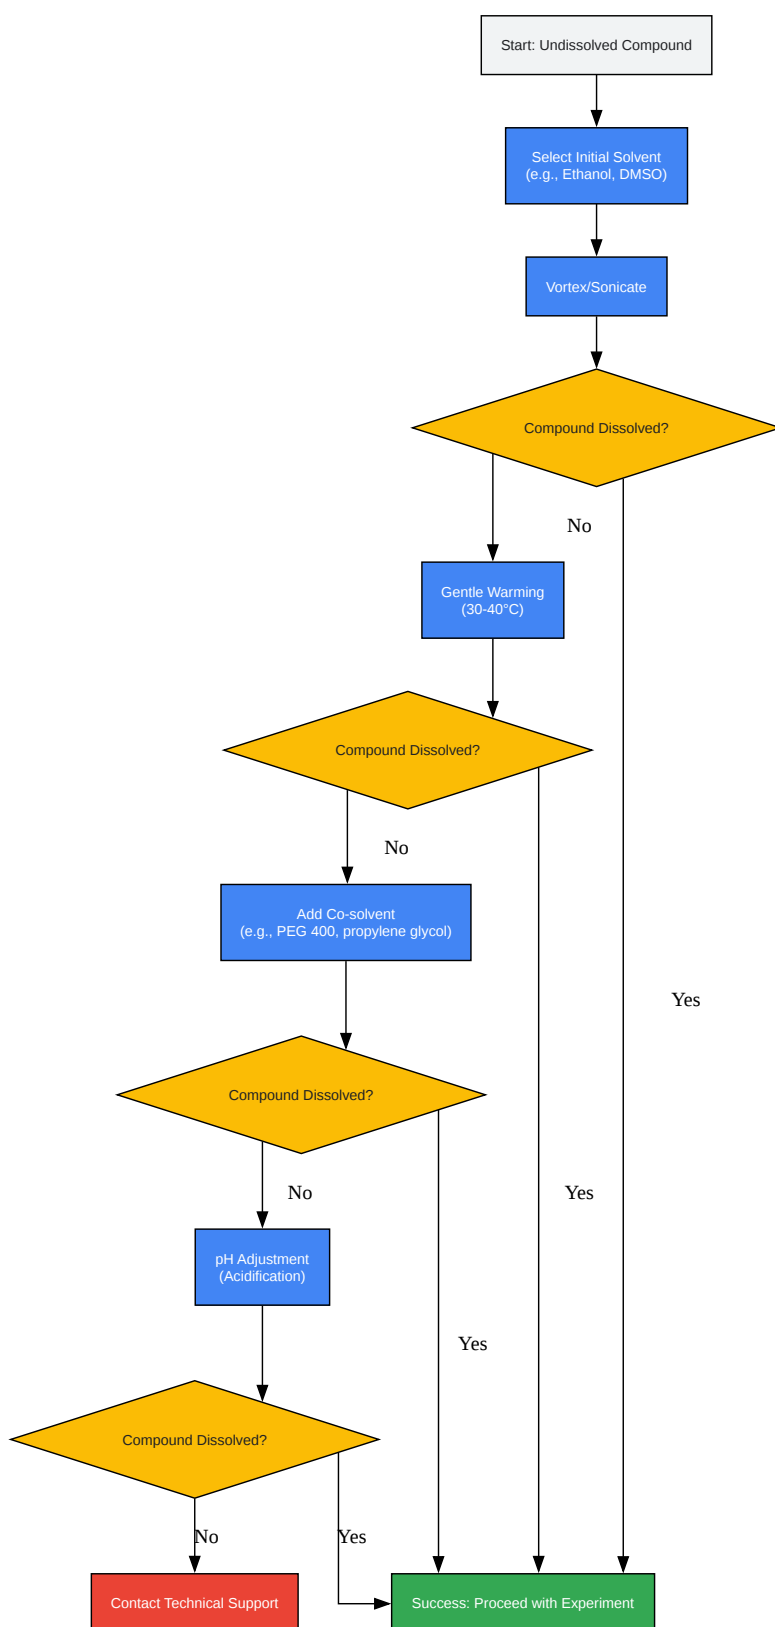 Start: Undissolved Compound
Select Initial Solvent
(e.g., Ethanol, DMSO)
Vortex/Sonicate
Compound Dissolved?
No
Gentle Warming
(30-40°C)
Compound Dissolved?
No
Add Co-solvent
(e.g., PEG 400, propylene glycol)
Yes
Compound Dissolved?
No
Yes
pH Adjustment
(Acidification)
Yes
Compound Dissolved?
No
Yes
Contact Technical Support
Success: Proceed with Experiment